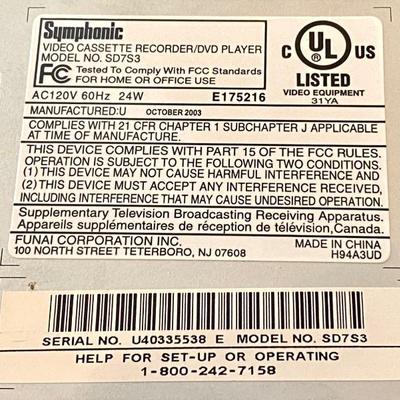 Symphonic
VIDEO CASSETTE RECORDER/DVD PLAYER
MODEL NO. SD7S3
FC Tested To Comply With FCC Standards
FOR HOME OR OFFICE USE
AC120V 60Hz 24W E175216
C UL US
LISTED
VIDEO EQUIPMENT
31YA
MANUFACTURED:U OCTOBER 2003
COMPLIES WITH 21 CFR CHAPTER 1 SUBCHAPTER J APPLICABLE
AT TIME OF MANUFACTURE.
THIS DEVICE COMPLIES WITH PART 15 OF THE FCC RULES.
OPERATION IS SUBJECT TO THE FOLLOWING TWO CONDITIONS.
(1) THIS DEVICE MAY NOT CAUSE HARMFUL INTERFERENCE AND
(2) THIS DEVICE MUST ACCEPT ANY INTERFERENCE RECEIVED,
INCLUDING INTERFERENCE THAT MAY CAUSE UNDESIRED OPERATION.
Supplementary Television Broadcasting Receiving Apparatus.
Appareils supplémentaires de réception de télévision,Canada.
FUNAI CORPORATION INC. MADE IN CHINA
100 NORTH STREET TETERBORO, NJ 07608 H94A3UD
SERIAL NO. U40335538 E MODEL NO. SD7S3
HELP FOR SET-UP OR OPERATING
1-800-242-7158